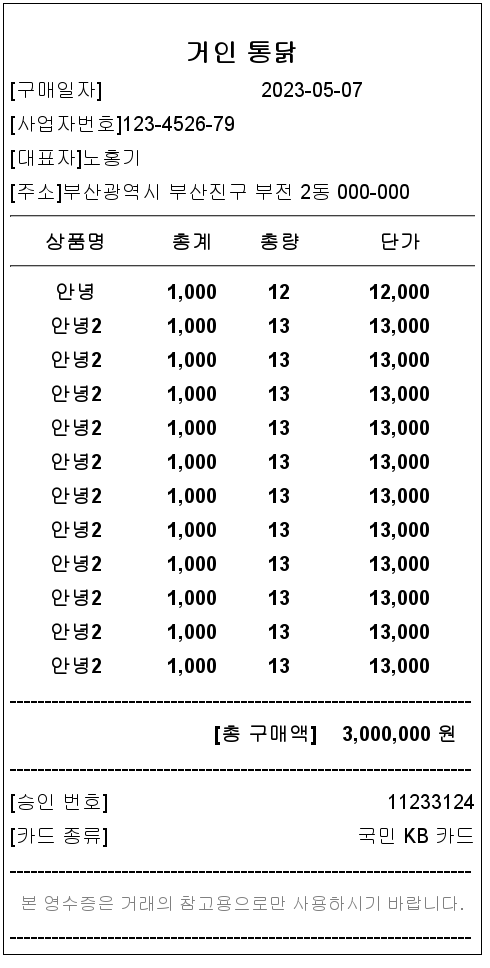 거인 통닭
[구매일자] 2023-05-07
[사업자번호]123-4526-79
[대표자]노홍기
[주소]부산광역시 부산진구 부전 2동 000-000
상품명 총계 총량 단가
안녕 1,000 12 12,000
안녕2 1,000 13 13,000
안녕2 1,000 13 13,000
안녕2 1,000 13 13,000
안녕2 1,000 13 13,000
안녕2 1,000 13 13,000
안녕2 1,000 13 13,000
안녕2 1,000 13 13,000
안녕2 1,000 13 13,000
안녕2 1,000 13 13,000
안녕2 1,000 13 13,000
안녕2 1,000 13 13,000
[총 구매액] 3,000,000 원
[승인 번호] 11233124
[카드 종류] 국민 KB 카드
본 영수증은 거래의 참고용으로만 사용하시기 바랍니다.